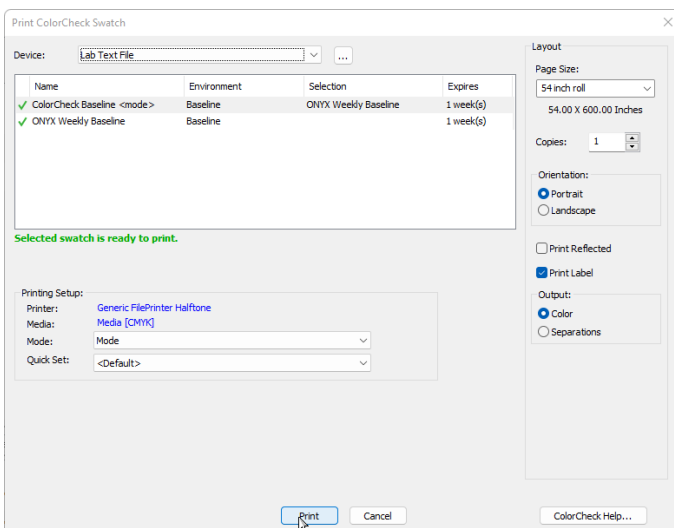 Print ColorCheck Swatch
Device: Lab Text File ...
Name Environment Selection Expires
ColorCheck Baseline <mode> Baseline ONYX Weekly Baseline 1 week(s)
ONYX Weekly Baseline Baseline 1 week(s)
Selected swatch is ready to print.
Printing Setup:
Printer: Generic FilePrinter Halftone
Media: Media [CMYK]
Mode: Mode
Quick Set: <Default>
Layout
Page Size:
54 inch roll
54.00 X 600.00 Inches
Copies: 1
Orientation:
Portrait
Landscape
Print Reflected
Print Label
Output:
Color
Separations
Print Cancel ColorCheck Help...